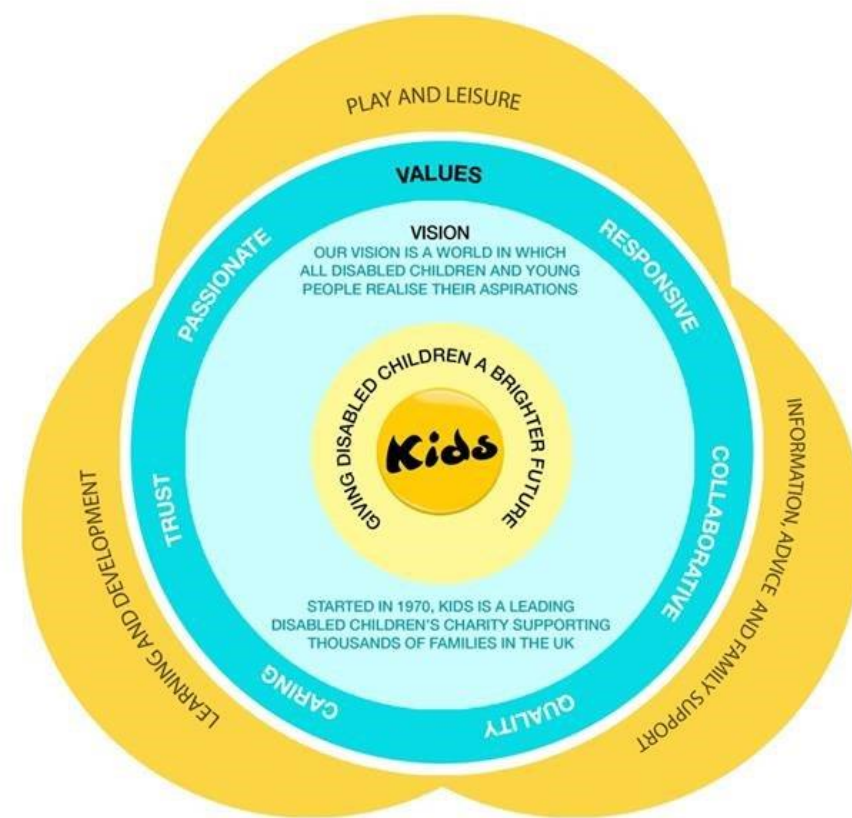 PLAY AND LEISURE
VALUES
PASSIONATE
RESPONSIVE
VISION
OUR VISION IS A WORLD IN WHICH
ALL DISABLED CHILDREN AND YOUNG
PEOPLE REALISE THEIR ASPIRATIONS
GIVING DISABLED CHILDREN A BRIGHTER FUTURE
Kids
TRUST
COLLABORATIVE
LEARNING AND DEVELOPMENT
INFORMATION, ADVICE AND FAMILY SUPPORT
STARTED IN 1970, KIDS IS A LEADING
DISABLED CHILDREN'S CHARITY SUPPORTING
THOUSANDS OF FAMILIES IN THE UK
CARING
QUALITY